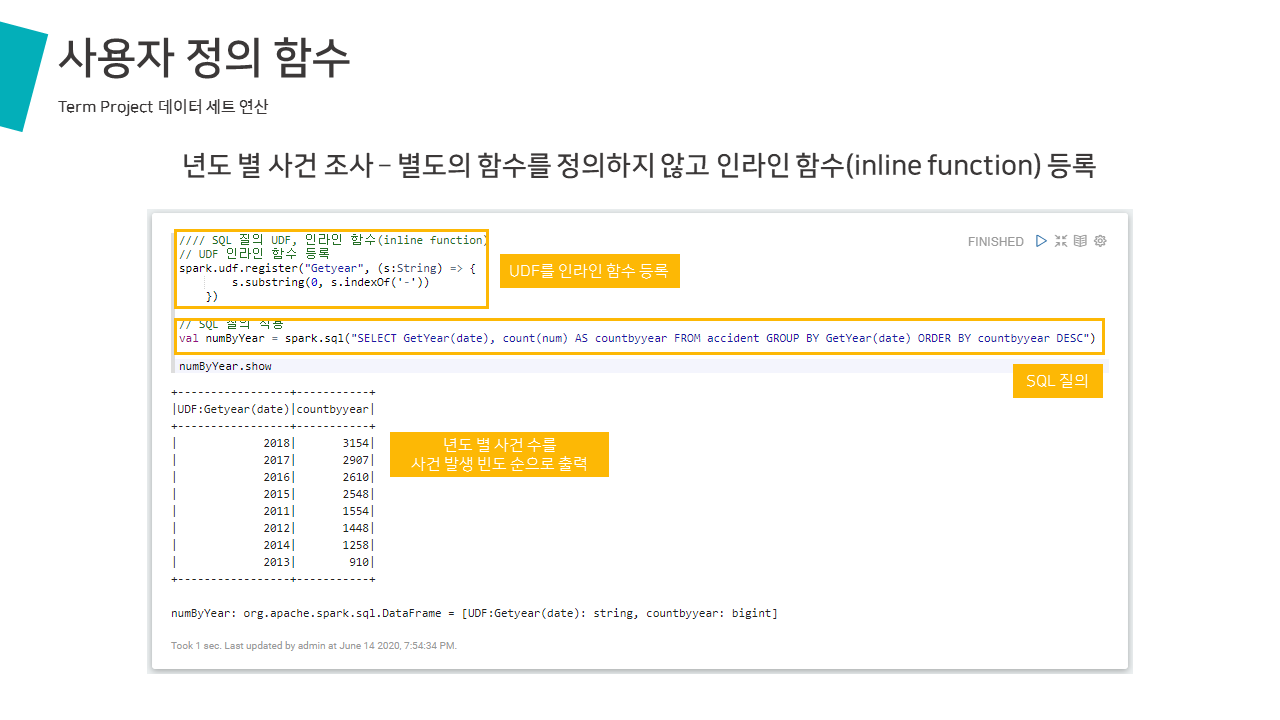 사용자 정의 함수
Term Project 데이터 세트 연산
년도 별 사건 조사 – 별도의 함수를 정의하지 않고 인라인 함수(inline function) 등록
//// SQL 질의 UDF, 인라인 함수(inline function)
// UDF 인라인 함수 등록
spark.udf.register("Getyear", (s:String) => {
s.substring(0, s.indexOf('-'))
})
FINISHED
UDF를 인라인 함수 등록
// SQL 질의 적용
val numByYear = spark.sql("SELECT GetYear(date), count(num) AS countbyyear FROM accident GROUP BY GetYear(date) ORDER BY countbyyear DESC")
numByYear.show
SQL 질의
+-----------------+-----------+
|UDF:Getyear(date)|countbyyear|
+-----------------+-----------+
|             2018|       3154|
|             2017|       2907|
|             2016|       2610|
|             2015|       2548|
|             2011|       1554|
|             2012|       1448|
|             2014|       1258|
|             2013|        910|
+-----------------+-----------+
년도 별 사건 수를
사건 발생 빈도 순으로 출력
numByYear: org.apache.spark.sql.DataFrame = [UDF:Getyear(date): string, countbyyear: bigint]
Took 1 sec. Last updated by admin at June 14 2020, 7:54:34 PM.